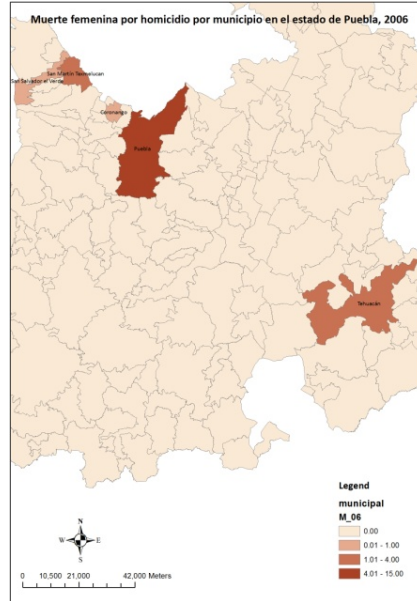 Muerte femenina por homicidio por municipio en el estado de Puebla, 2006
San Martín Texmelucan
San Salvador el Verde
Coronango
Puebla
Tehuacán
Legend
municipal
M_06
0.00
0.01 - 1.00
1.01 - 4.00
4.01 - 15.00
N
W E
S
0 10,500 21,000 42,000 Meters